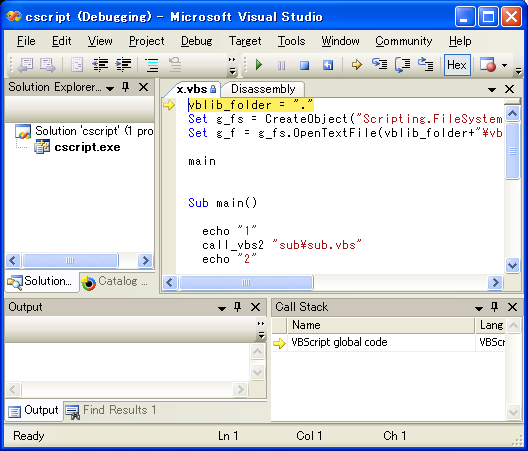 cscript (Debugging) - Microsoft Visual Studio
File Edit View Project Debug Target Tools Window Community Help
Hex
Solution Explorer...
x.vbs Disassembly
Solution 'cscript' (1 pro
cscript.exe
vblib_folder = "."
Set g_fs = CreateObject("Scripting.FileSystem
Set g_f = g_fs.OpenTextFile(vblib_folder+"¥vb
main
Sub main()
echo "1"
call_vbs2 "sub¥sub.vbs"
echo "2"
Solution... Catalog ...
Output
Call Stack
Name Lang
VBScript global code VBScr
Output Find Results 1
Ready Ln 1 Col 1 Ch 1